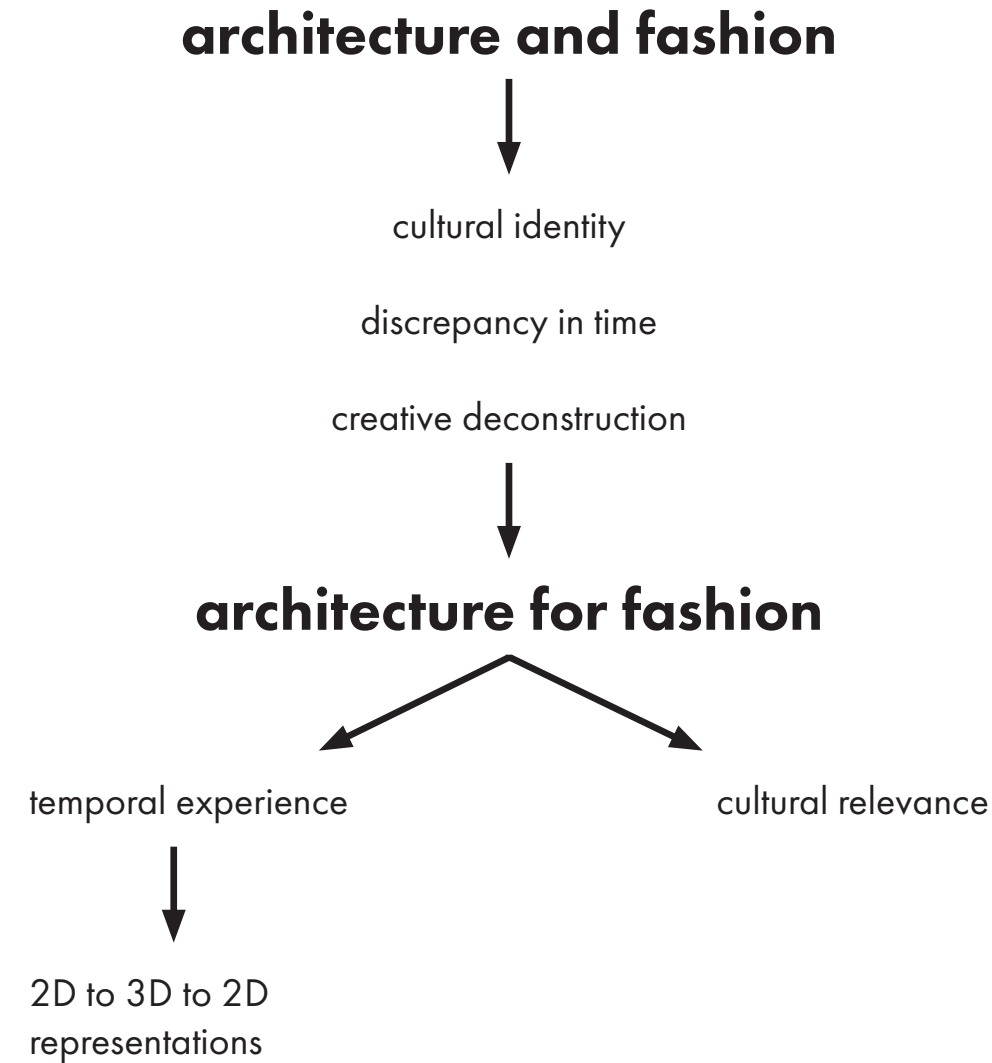 architecture and fashion
cultural identity
discrepancy in time
creative deconstruction
architecture for fashion
temporal experience
cultural relevance
2D to 3D to 2D
representations